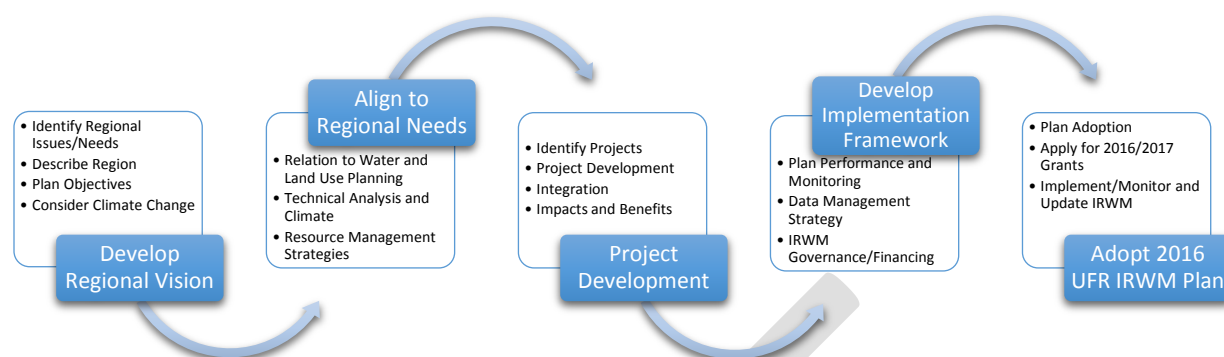 • Identify Regional
Issues/Needs
• Describe Region
• Plan Objectives
• Consider Climate Change
Develop
Regional Vision
Align to
Regional Needs
• Relation to Water and
Land Use Planning
• Technical Analysis and
Climate
• Resource Management
Strategies
• Identify Projects
• Project Development
• Integration
• Impacts and Benefits
Project
Development
Develop
Implementation
Framework
• Plan Performance and
Monitoring
• Data Management
Strategy
• IRWM
Governance/Financing
• Plan Adoption
• Apply for 2016/2017
Grants
• Implement/Monitor and
Update IRWM
Adopt 2016
UFR IRWM Plan